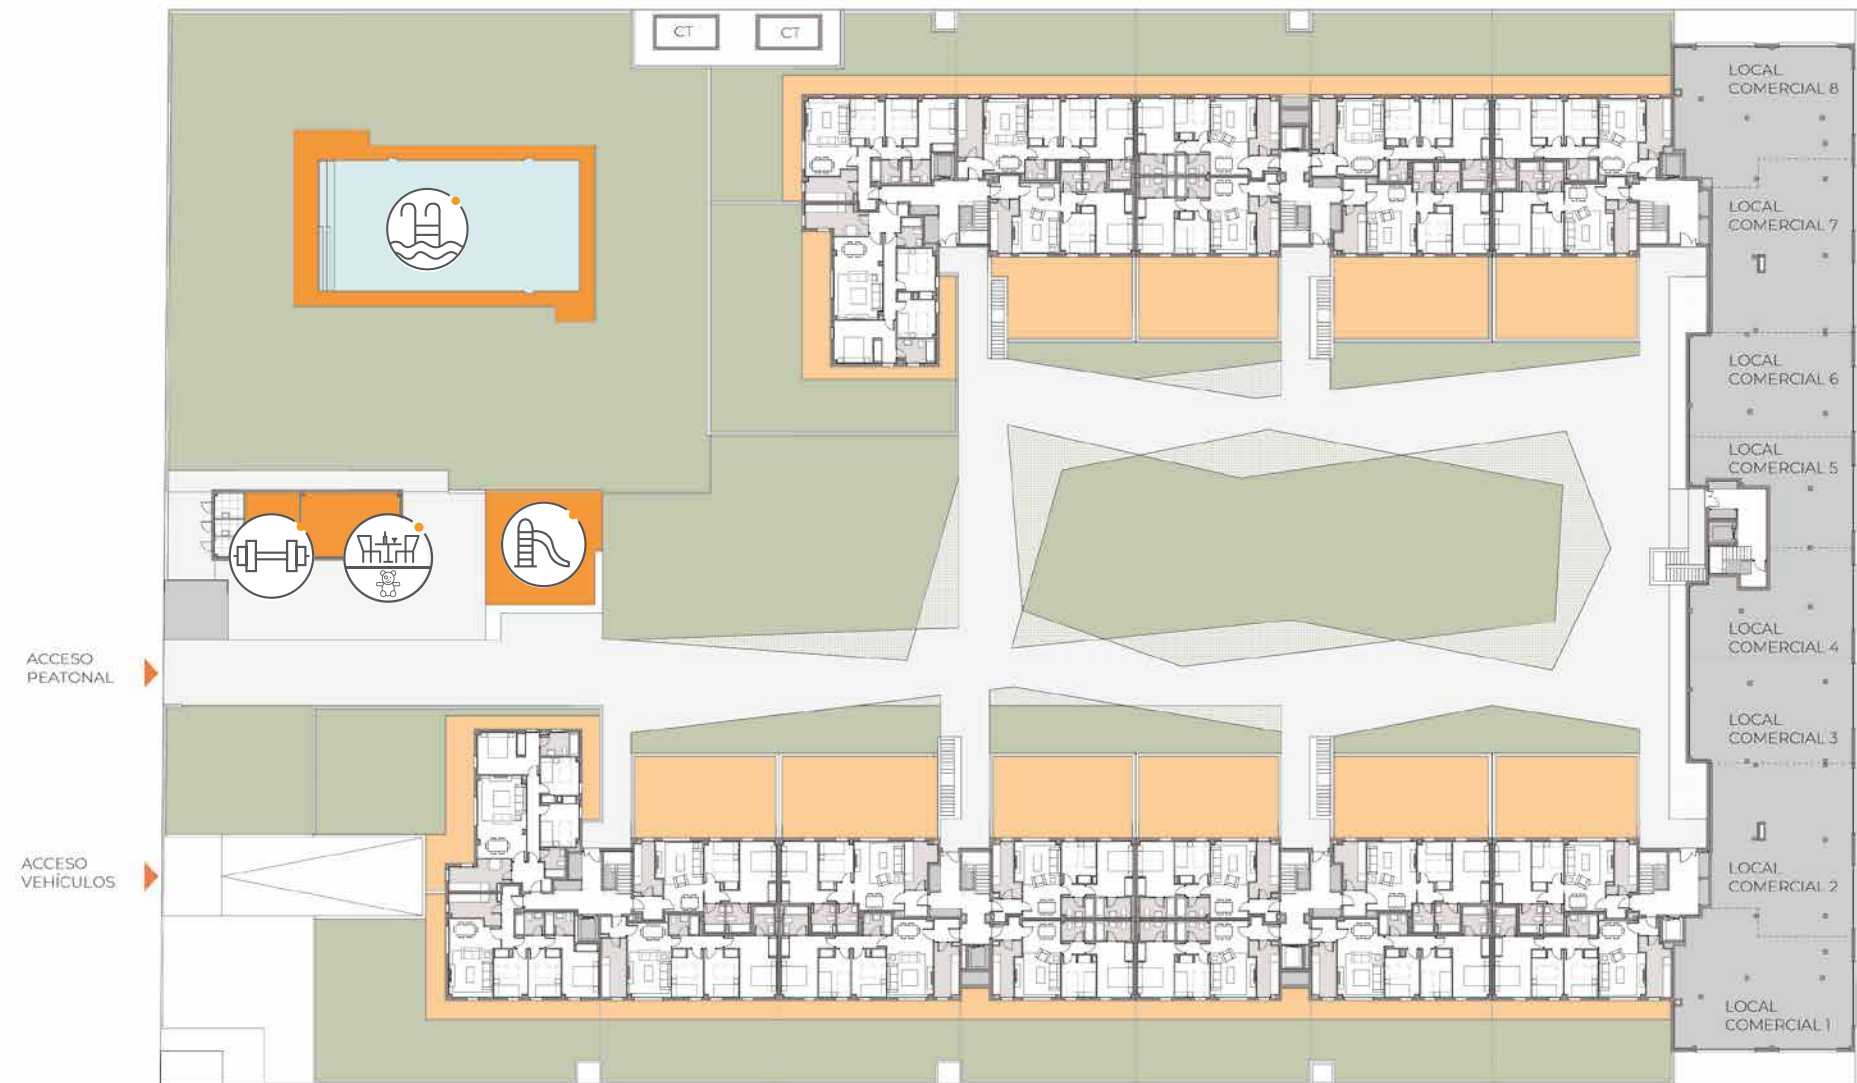 CT
CT
LOCAL
COMERCIAL 8
LOCAL
COMERCIAL 7
LOCAL
COMERCIAL 6
LOCAL
COMERCIAL 5
LOCAL
COMERCIAL 4
ACCESO
PEATONAL
LOCAL
COMERCIAL 3
ACCESO
VEHÍCULOS
LOCAL
COMERCIAL 2
LOCAL
COMERCIAL 1